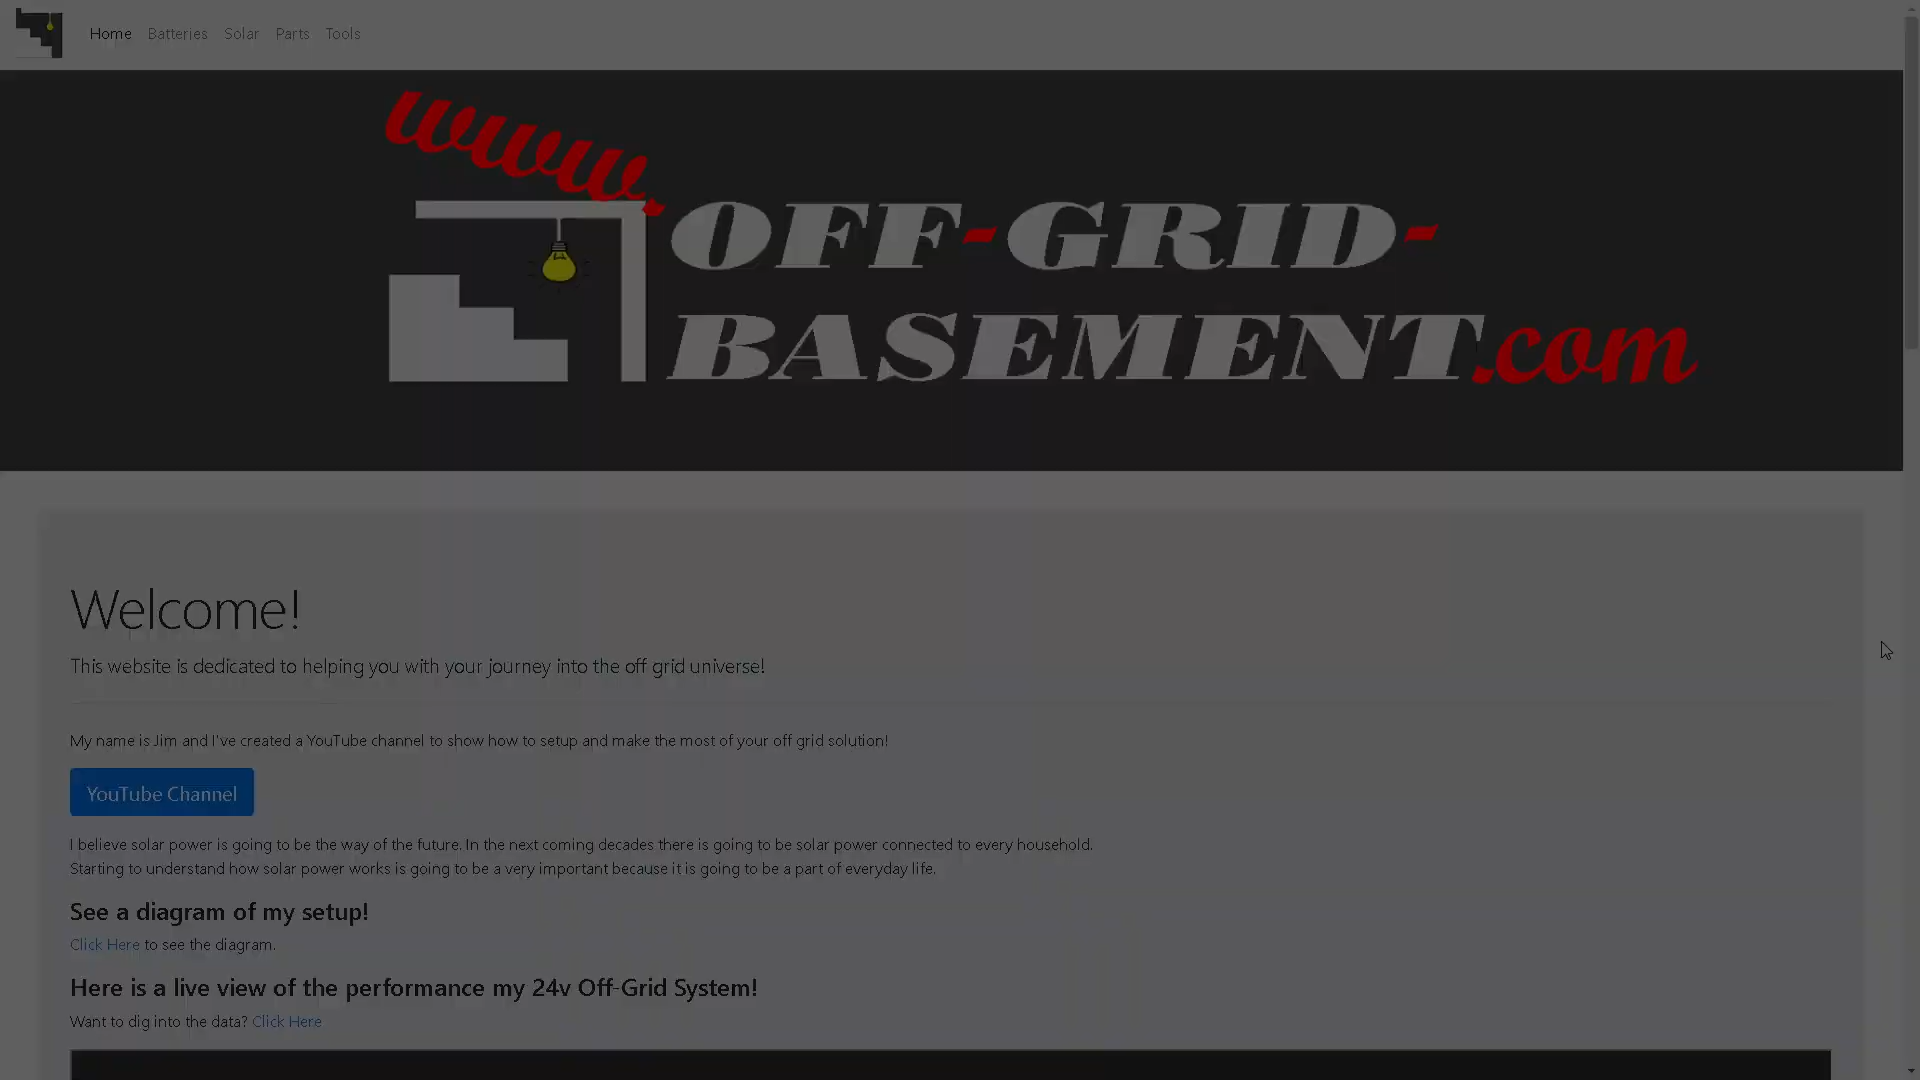 Home Batteries Solar Parts Tools
www.
OFF-GRID-
BASEMENT.com
Welcome!
This website is dedicated to helping you with your journey into the off grid universe!
My name is Jim and I've created a YouTube channel to show how to setup and make the most of your off grid solution!
YouTube Channel
I believe solar power is going to be the way of the future. In the next coming decades there is going to be solar power connected to every household.
Starting to understand how solar power works is going to be a very important because it is going to be a part of everyday life.
See a diagram of my setup!
Click Here to see the diagram.
Here is a live view of the performance my 24v Off-Grid System!
Want to dig into the data? Click Here